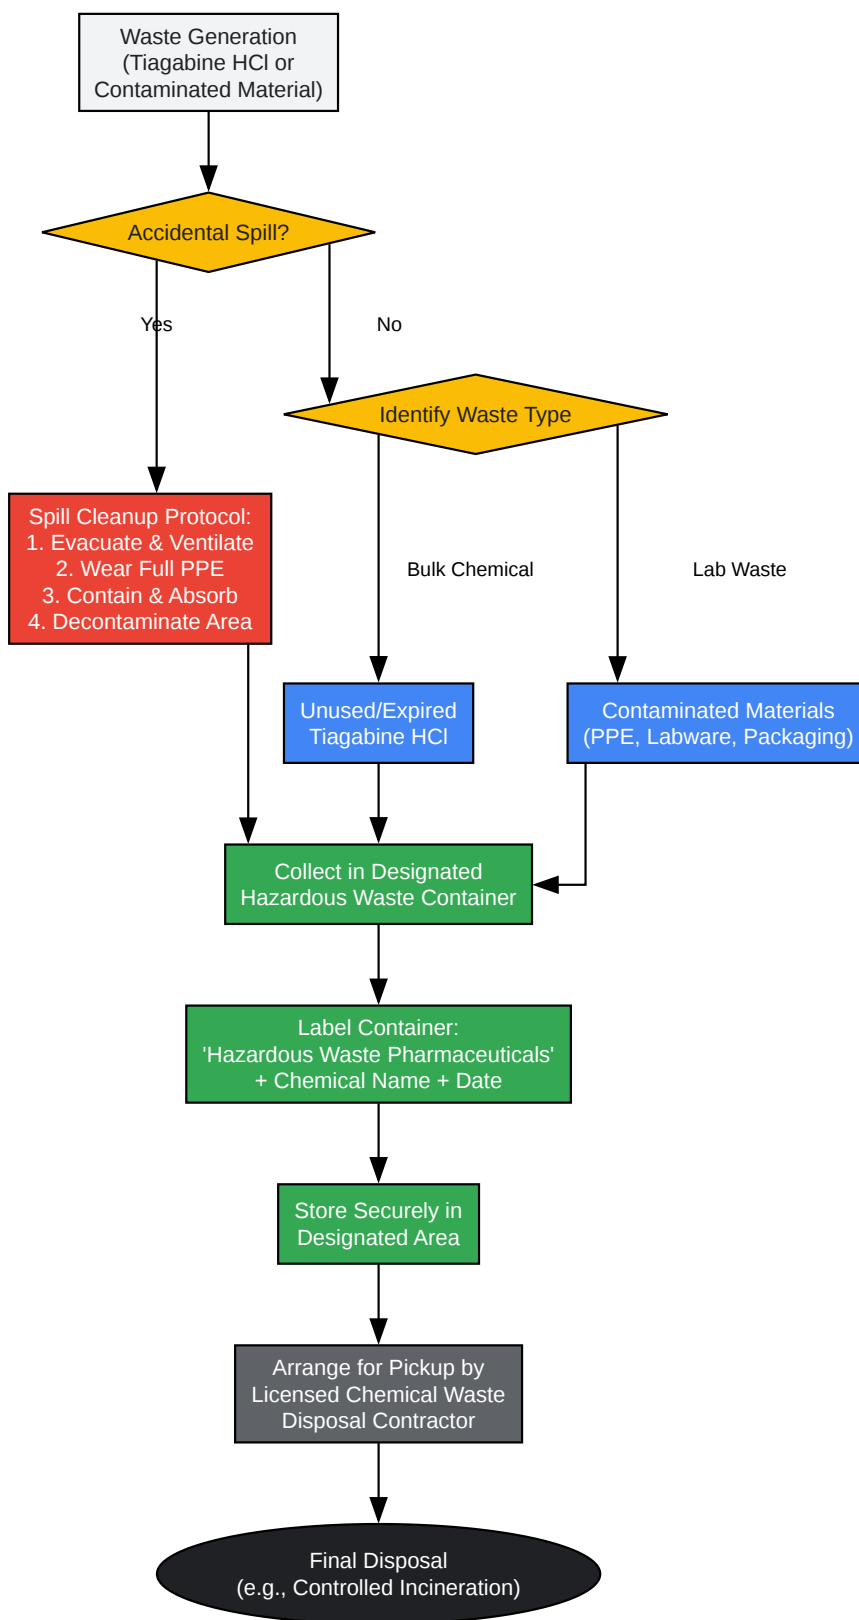 Waste Generation
(Tiagabine HCl or
Contaminated Material)
Accidental Spill?
Yes
No
Identify Waste Type
Spill Cleanup Protocol:
1. Evacuate & Ventilate
2. Wear Full PPE
3. Contain & Absorb
4. Decontaminate Area
Bulk Chemical
Lab Waste
Unused/Expired
Tiagabine HCl
Contaminated Materials
(PPE, Labware, Packaging)
Collect in Designated
Hazardous Waste Container
Label Container:
'Hazardous Waste Pharmaceuticals'
+ Chemical Name + Date
Store Securely in
Designated Area
Arrange for Pickup by
Licensed Chemical Waste
Disposal Contractor
Final Disposal
(e.g., Controlled Incineration)